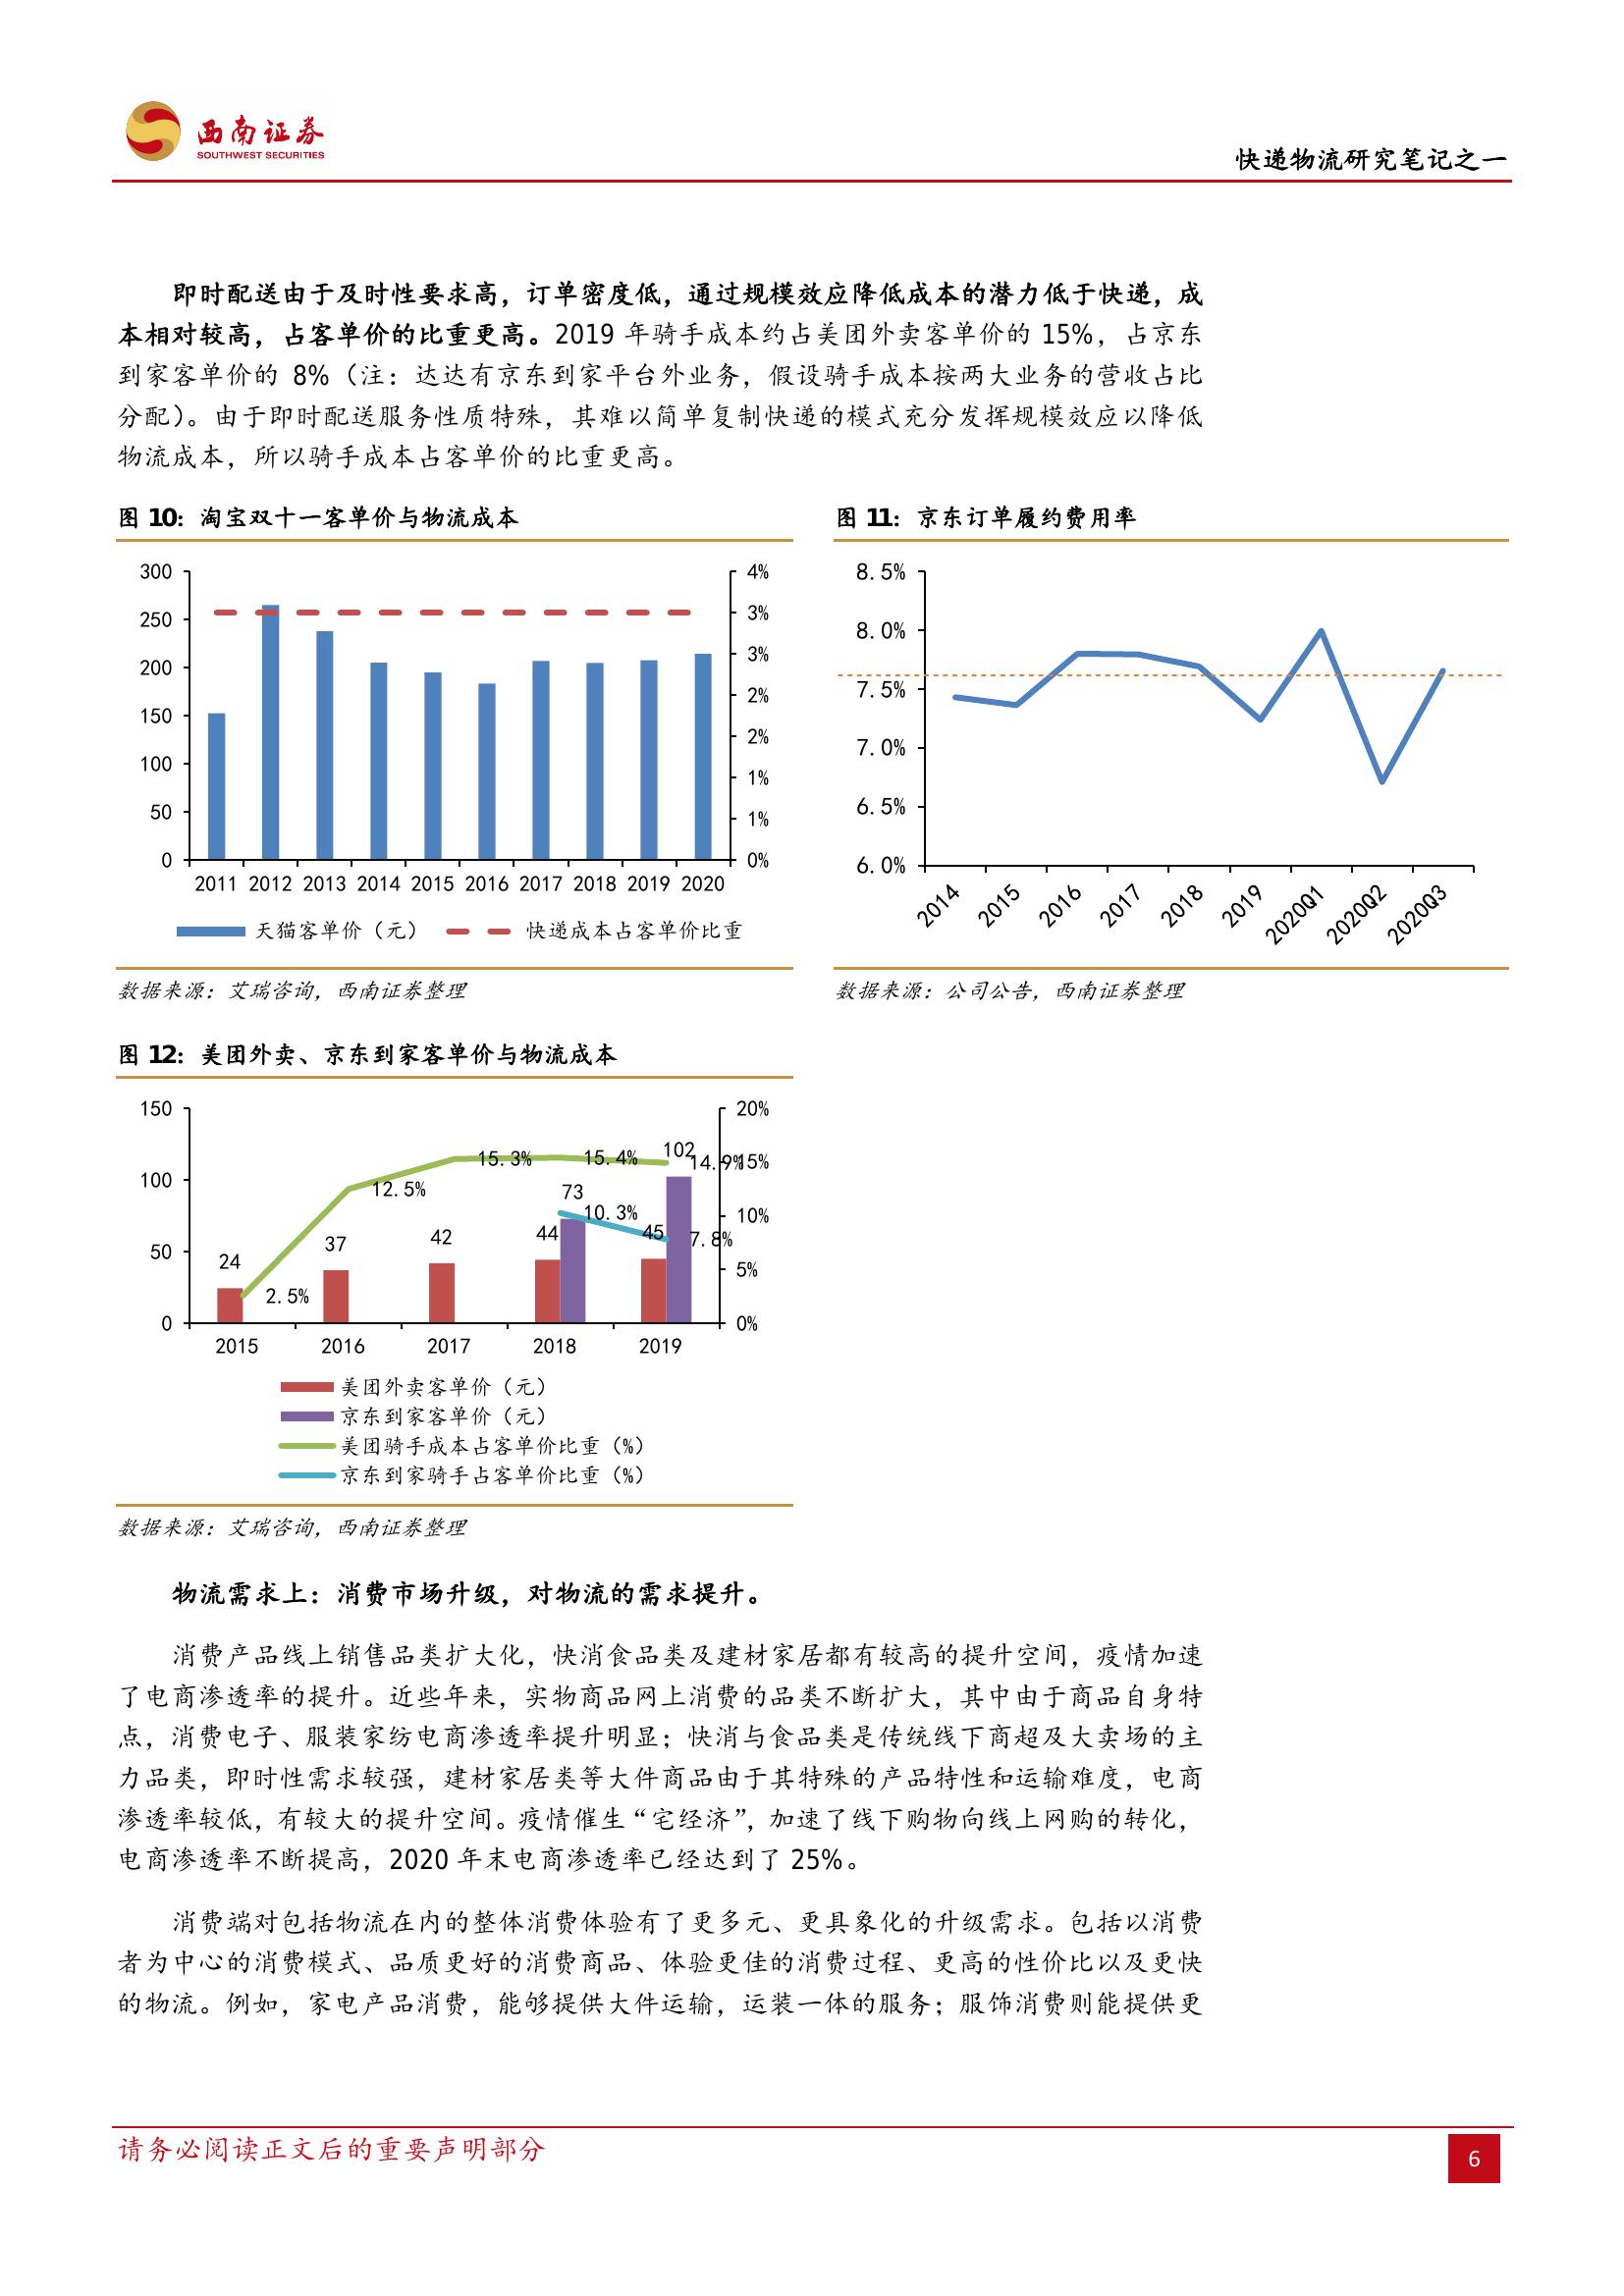 西南证券
SOUTHWEST SECURITIES
快递物流研究笔记之一
即时配送由于及时性要求高，订单密度低，通过规模效应降低成本的潜力低于快递，成
本相对较高，占客单价的比重更高。2019 年骑手成本约占美团外卖客单价的 15%，占京东
到家客单价的 8%（注：达达有京东到家平台外业务，假设骑手成本按两大业务的营收占比
分配）。由于即时配送服务性质特殊，其难以简单复制快递的模式充分发挥规模效应以降低
物流成本，所以骑手成本占客单价的比重更高。
图 10：淘宝双十一客单价与物流成本
300
250
200
150
100
50
0
4%
3%
3%
2%
2%
1%
1%
0%
2011 2012 2013 2014 2015 2016 2017 2018 2019 2020
天猫客单价（元） 快递成本占客单价比重
数据来源：艾瑞咨询，西南证券整理
图 11：京东订单履约费用率
8.5%
8.0%
7.5%
7.0%
6.5%
6.0%
2014 2015 2016 2017 2018 2019 2020Q1 2020Q2 2020Q3
数据来源：公司公告，西南证券整理
图 12：美团外卖、京东到家客单价与物流成本
150
100
50
0
20%
15%
10%
5%
0%
24 37 42 44 45
73 102
2.5% 12.5% 15.3% 15.4% 14.9%
10.3% 7.8%
2015 2016 2017 2018 2019
美团外卖客单价（元）
京东到家客单价（元）
美团骑手成本占客单价比重（%）
京东到家骑手占客单价比重（%）
数据来源：艾瑞咨询，西南证券整理
物流需求上：消费市场升级，对物流的需求提升。
消费产品线上销售品类扩大化，快消食品类及建材家居都有较高的提升空间，疫情加速
了电商渗透率的提升。近些年来，实物商品网上消费的品类不断扩大，其中由于商品自身特
点，消费电子、服装家纺电商渗透率提升明显；快消与食品类是传统线下商超及大卖场的主
力品类，即时性需求较强，建材家居类等大件商品由于其特殊的产品特性和运输难度，电商
渗透率较低，有较大的提升空间。疫情催生“宅经济”，加速了线下购物向线上网购的转化，
电商渗透率不断提高，2020 年末电商渗透率已经达到了 25%。
消费端对包括物流在内的整体消费体验有了更多元、更具象化的升级需求。包括以消费
者为中心的消费模式、品质更好的消费商品、体验更佳的消费过程、更高的性价比以及更快
的物流。例如，家电产品消费，能够提供大件运输，运装一体的服务；服饰消费则能提供更
请务必阅读正文后的重要声明部分
6